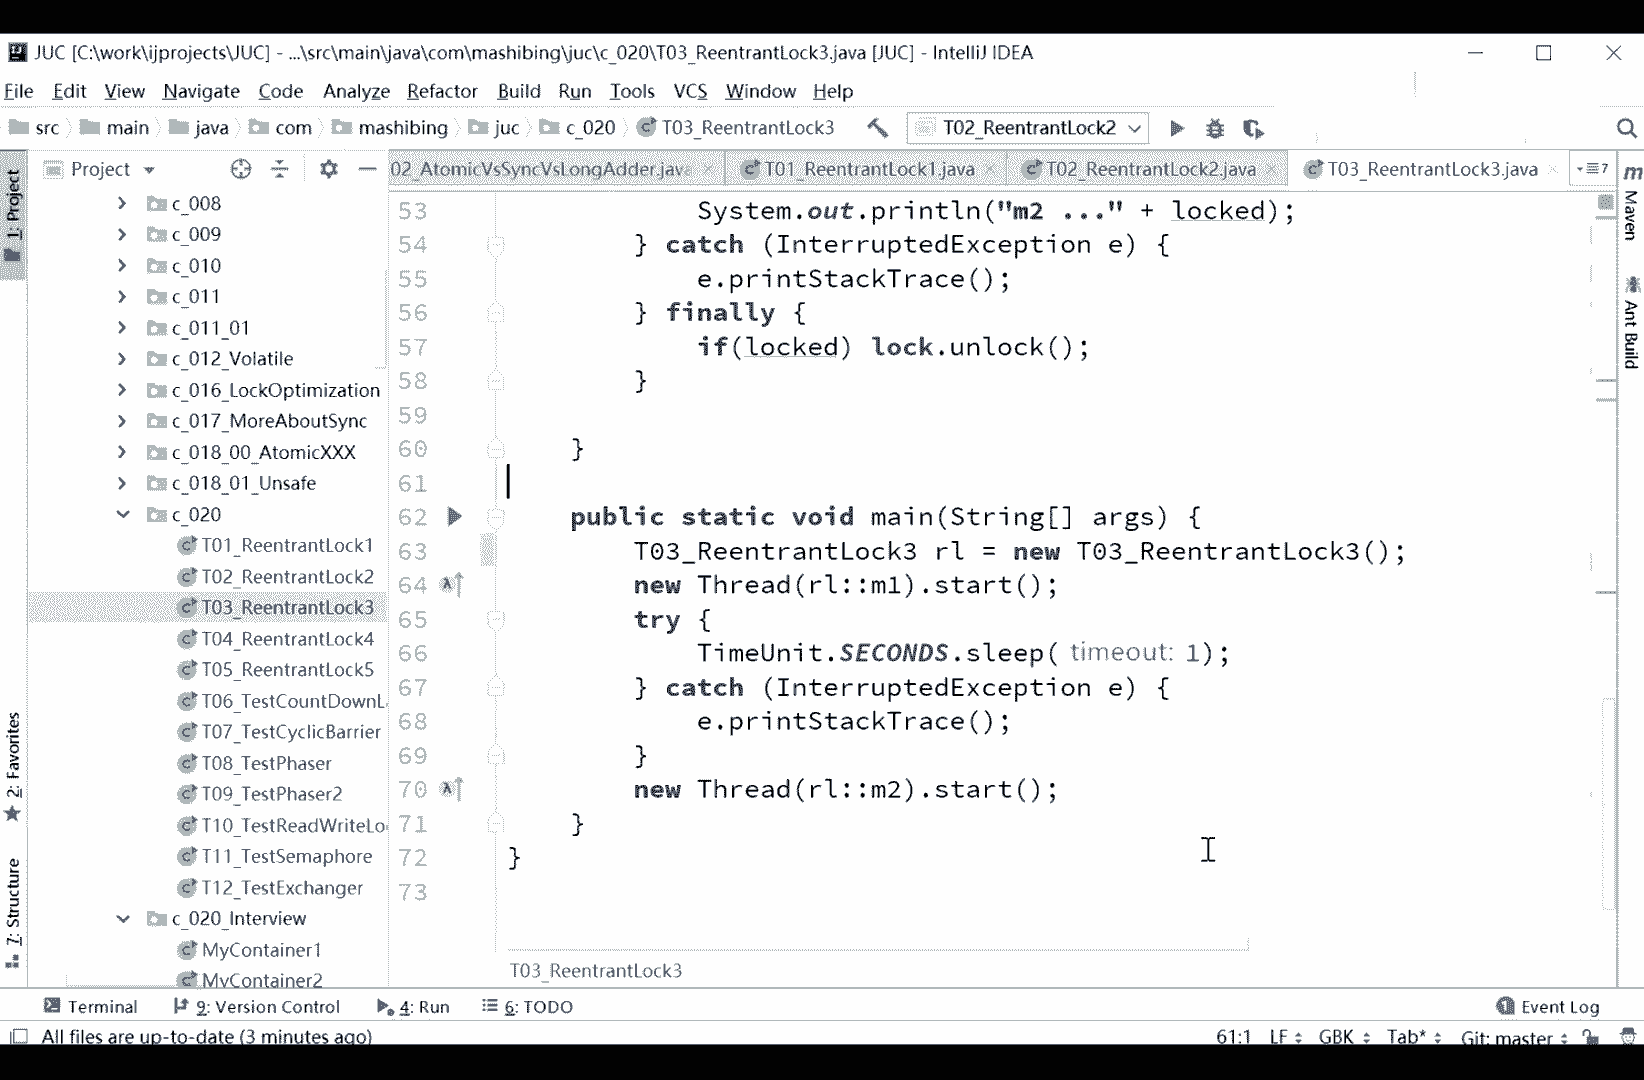 JUC [C:\work\ijprojects\JUC] - ...\src\main\java\com\mashibing\juc\c_020\T03_ReentrantLock3.java [JUC] - IntelliJ IDEA
File Edit View Navigate Code Analyze Refactor Build Run Tools VCS Window Help
src main java com mashibing juc c_020 T03_ReentrantLock3 T02_ReentrantLock2
Project 02_AtomicVsSyncVsLongAdder.java T01_ReentrantLock1.java T02_ReentrantLock2.java T03_ReentrantLock3.java 7
1: Project
2: Favorites
7: Structure
c_008
c_009
c_010
c_011
c_011_01
c_012_Volatile
c_016_LockOptimization
c_017_MoreAboutSync
c_018_00_AtomicXXX
c_018_01_Unsafe
c_020
T01_ReentrantLock1
T02_ReentrantLock2
T03_ReentrantLock3
T04_ReentrantLock4
T05_ReentrantLock5
T06_TestCountDownL
T07_TestCyclicBarrier
T08_TestPhaser
T09_TestPhaser2
T10_TestReadWriteLo
T11_TestSemaphore
T12_TestExchanger
c_020_Interview
MyContainer1
MyContainer2
53 System.out.println("m2 ..." + locked);
54 } catch (InterruptedException e) {
55 e.printStackTrace();
56 } finally {
57 if(locked) lock.unlock();
58 }
59
60 }
61
62 public static void main(String[] args) {
63 T03_ReentrantLock3 rl = new T03_ReentrantLock3();
64 new Thread(rl::m1).start();
65 try {
66 TimeUnit.SECONDS.sleep( timeout: 1);
67 } catch (InterruptedException e) {
68 e.printStackTrace();
69 }
70 new Thread(rl::m2).start();
71 }
72 }
73
T03_ReentrantLock3
m Maven
Ant Build
Terminal 9: Version Control 4: Run 6: TODO 1 Event Log
All files are up-to-date (3 minutes ago) 61:1 LF GBK Tab* Git: master